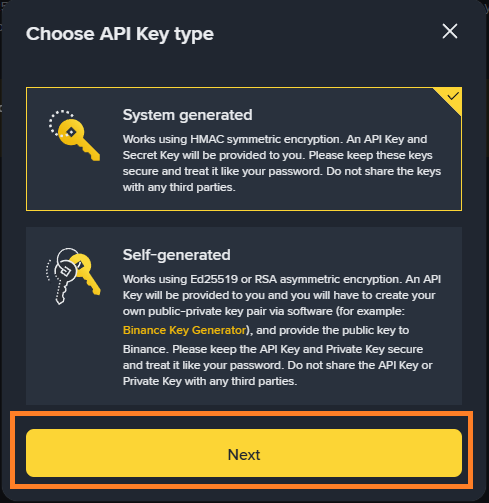 Choose API Key type
System generated
Works using HMAC symmetric encryption. An API Key and
Secret Key will be provided to you. Please keep these keys
secure and treat it like your password. Do not share the keys
with any third parties.
Self-generated
Works using Ed25519 or RSA asymmetric encryption. An API
Key will be provided to you and you will have to create your
own public-private key pair via software (for example:
Binance Key Generator), and provide the public key to
Binance. Please keep the API Key and Private Key secure
and treat it like your password. Do not share the API Key or
Private Key with any third parties.
Next